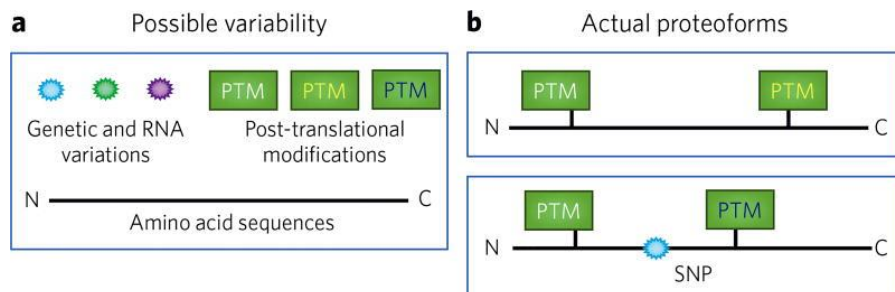 a Possible variability
PTM PTM PTM
Genetic and RNA
variations
Post-translational
modifications
N C
Amino acid sequences
b Actual proteoforms
PTM PTM
N C
PTM PTM
N C
SNP